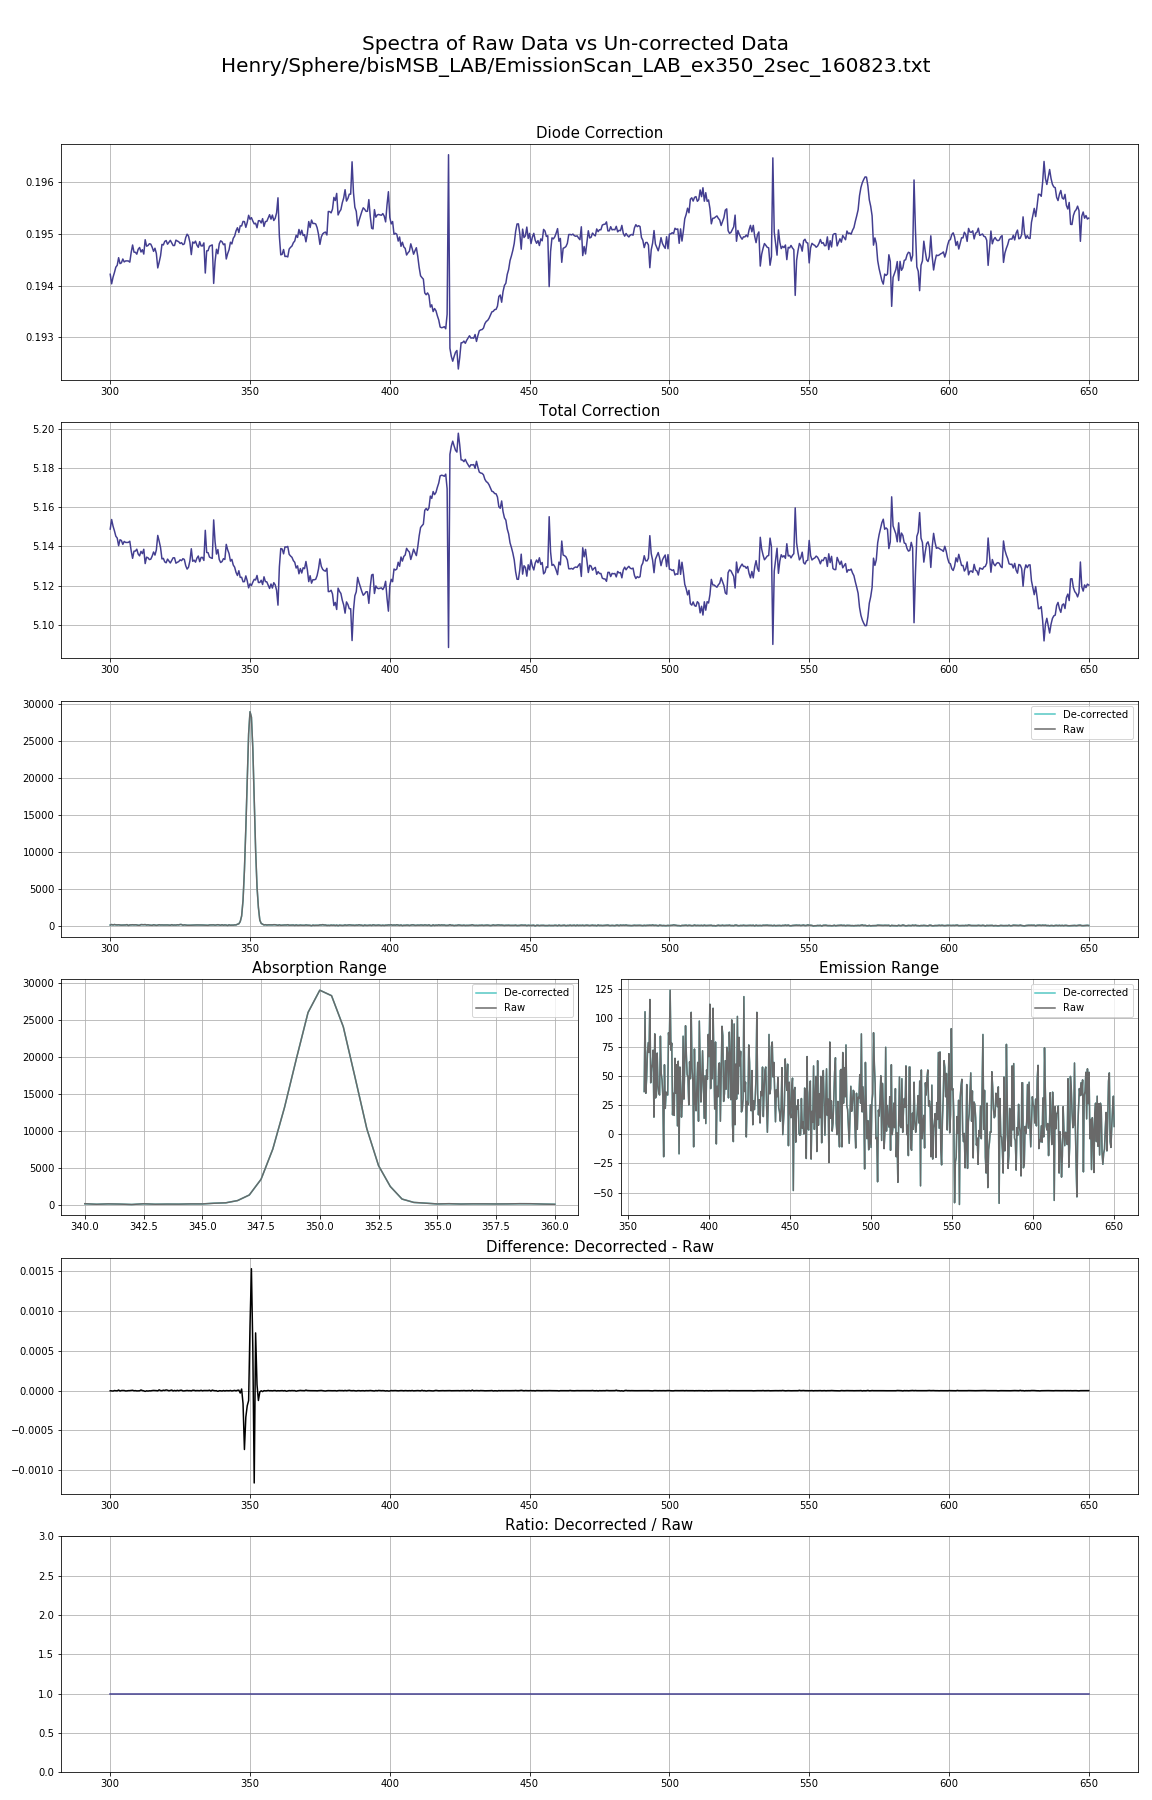 Spectra of Raw Data vs Un-corrected Data
Henry/Sphere/bisMSB_LAB/EmissionScan_LAB_ex350_2sec_160823.txt
Diode Correction
0.196
0.195
0.194
0.193
300 350 400 450 500 550 600 650
Total Correction
5.20
5.18
5.16
5.14
5.12
5.10
300 350 400 450 500 550 600 650
30000
25000
20000
15000
10000
5000
0
De-corrected
Raw
300 350 400 450 500 550 600 650
Absorption Range
30000
25000
20000
15000
10000
5000
0
De-corrected
Raw
340.0 342.5 345.0 347.5 350.0 352.5 355.0 357.5 360.0
Emission Range
125
100
75
50
25
0
−25
−50
De-corrected
Raw
350 400 450 500 550 600 650
Difference: Decorrected - Raw
0.0015
0.0010
0.0005
0.0000
−0.0005
−0.0010
300 350 400 450 500 550 600 650
Ratio: Decorrected / Raw
3.0
2.5
2.0
1.5
1.0
0.5
0.0
300 350 400 450 500 550 600 650